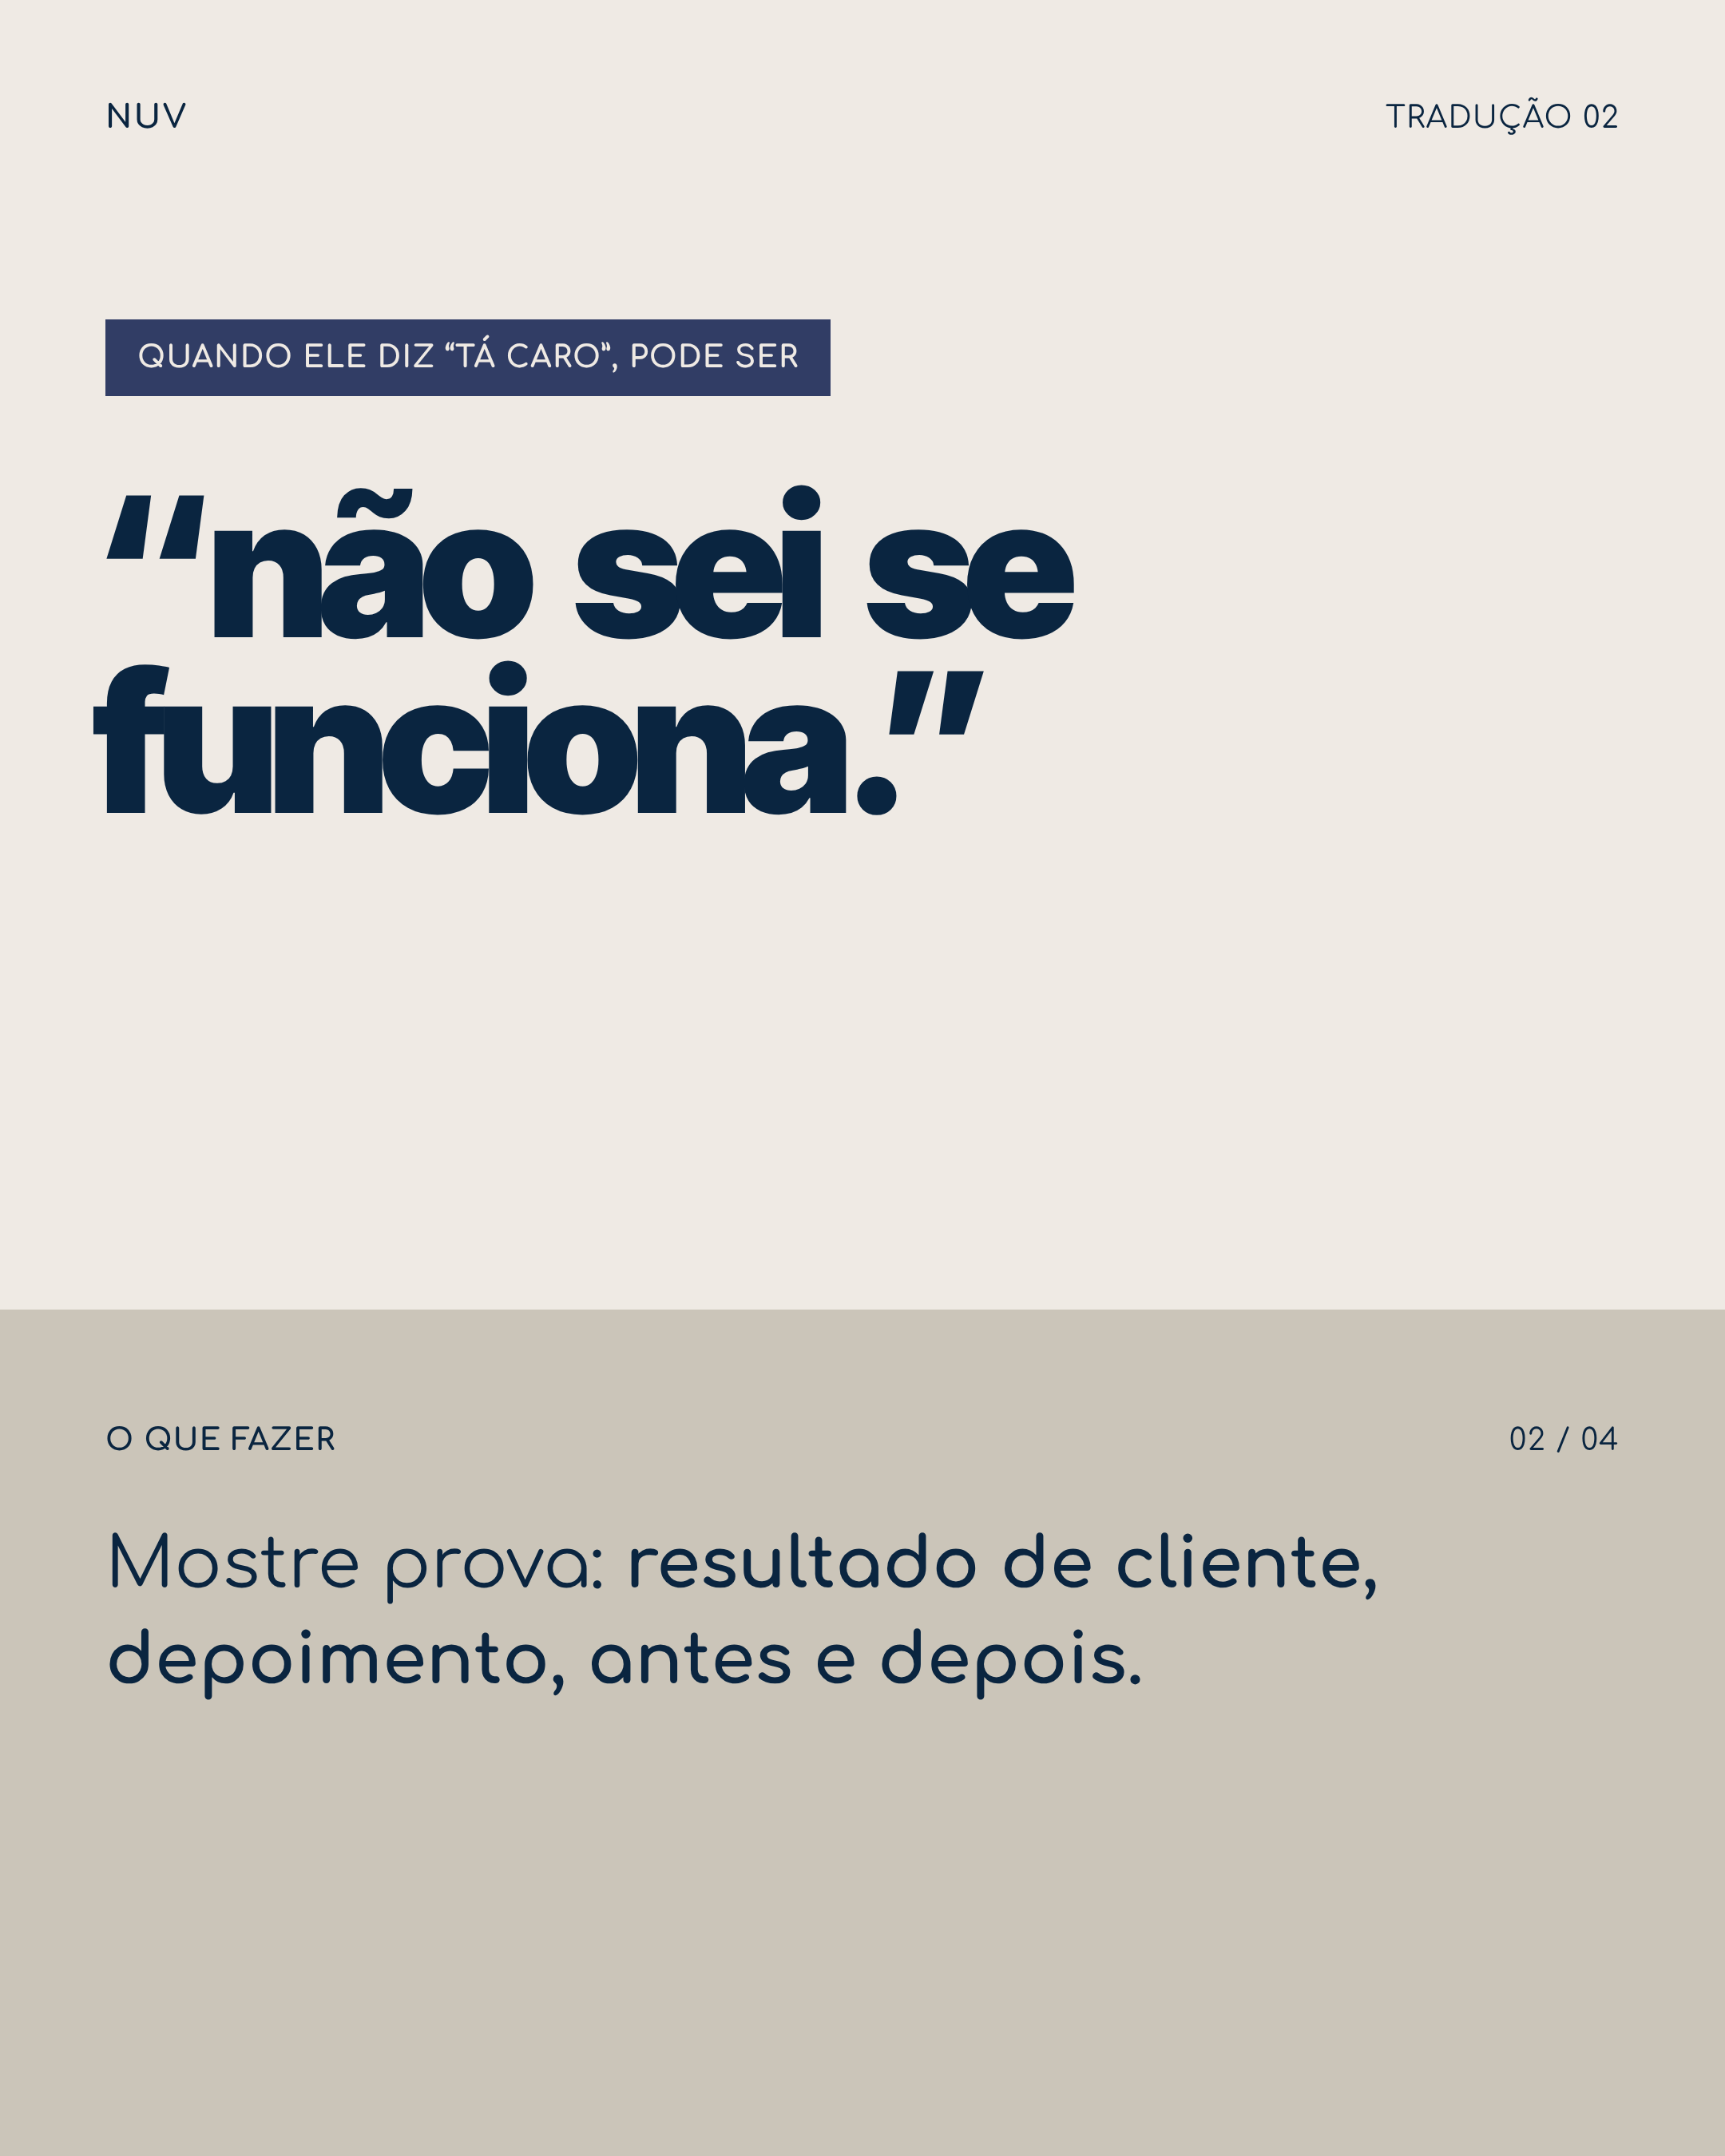 NUV
TRADUÇÃO 02
QUANDO ELE DIZ “TÁ CARO”, PODE SER
“não sei se
funciona.”
O QUE FAZER
02 / 04
Mostre prova: resultado de cliente,
depoimento, antes e depois.